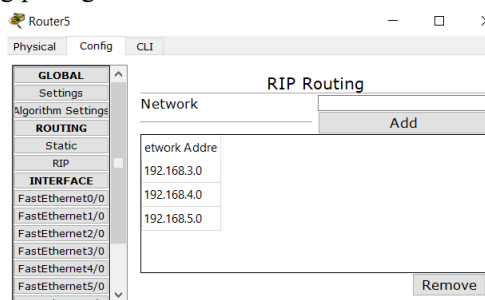 g p
Router5
Physical Config CLI
GLOBAL
Settings
Algorithm Settings
ROUTING
Static
RIP
INTERFACE
FastEthernet0/0
FastEthernet1/0
FastEthernet2/0
FastEthernet3/0
FastEthernet4/0
FastEthernet5/0
RIP Routing
Network
Add
etwork Addre
192.168.3.0
192.168.4.0
192.168.5.0
Remove